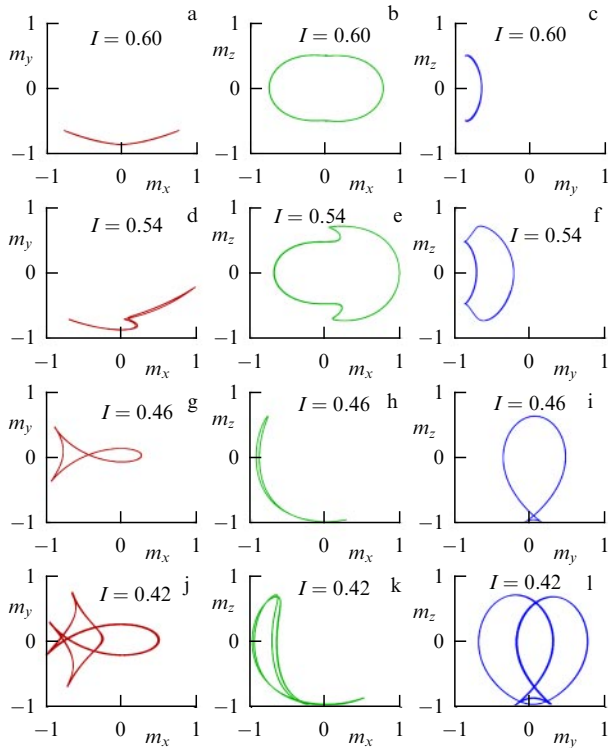 a b c
I = 0.60 I = 0.60 I = 0.60
1 1 1
m_y m_z m_z
0 0 0
−1 −1 −1
−1 0 1 −1 0 1 −1 0 1
m_x m_x m_y
d e f
I = 0.54 I = 0.54 I = 0.54
1 1 1
m_y m_z m_z
0 0 0
−1 −1 −1
−1 0 1 −1 0 1 −1 0 1
m_x m_x m_y
g h i
I = 0.46 I = 0.46 I = 0.46
1 1 1
m_y m_z m_z
0 0 0
−1 −1 −1
−1 0 1 −1 0 1 −1 0 1
m_x m_x m_y
j k l
I = 0.42 I = 0.42 I = 0.42
1 1 1
m_y m_z m_z
0 0 0
−1 −1 −1
−1 0 1 −1 0 1 −1 0 1
m_x m_x m_y